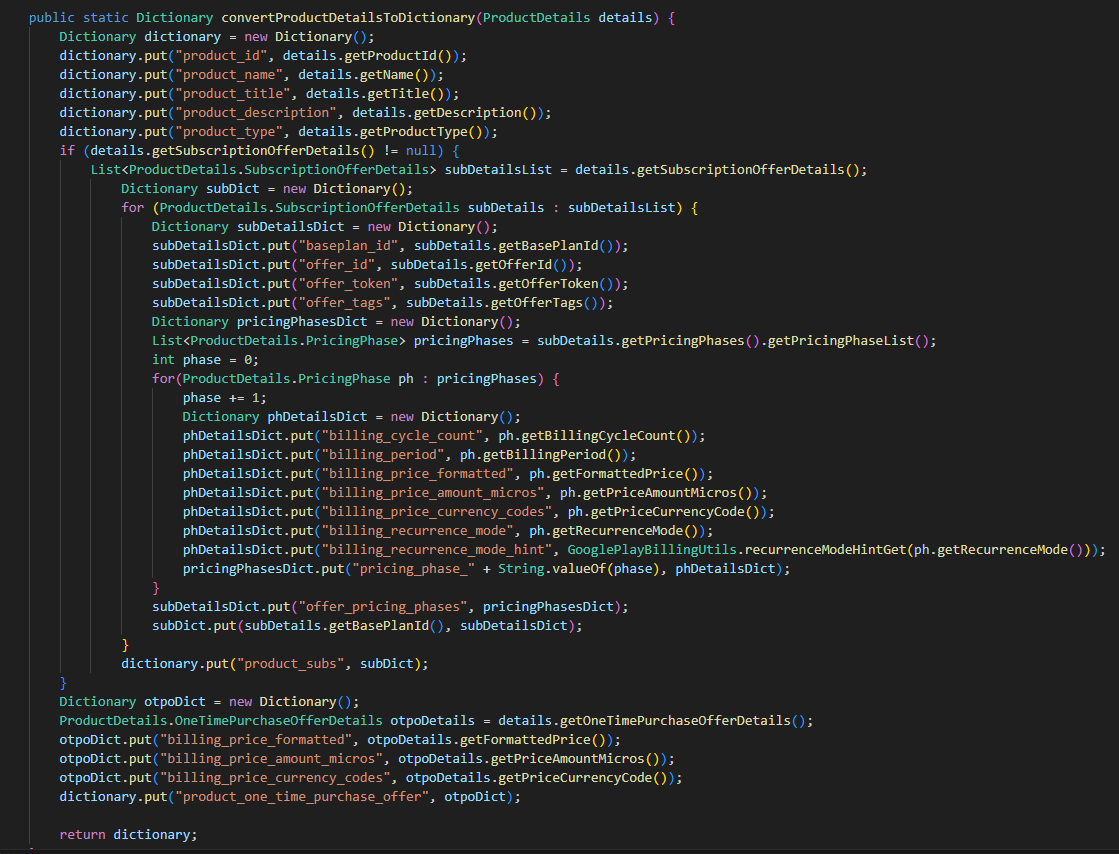 public static Dictionary convertProductDetailsToDictionary(ProductDetails details) {
    Dictionary dictionary = new Dictionary();
    dictionary.put("product_id", details.getProductId());
    dictionary.put("product_name", details.getName());
    dictionary.put("product_title", details.getTitle());
    dictionary.put("product_description", details.getDescription());
    dictionary.put("product_type", details.getProductType());
    if (details.getSubscriptionOfferDetails() != null) {
        List<ProductDetails.SubscriptionOfferDetails> subDetailsList = details.getSubscriptionOfferDetails();
            Dictionary subDict = new Dictionary();
            for (ProductDetails.SubscriptionOfferDetails subDetails : subDetailsList) {
                Dictionary subDetailsDict = new Dictionary();
                subDetailsDict.put("baseplan_id", subDetails.getBasePlanId());
                subDetailsDict.put("offer_id", subDetails.getOfferId());
                subDetailsDict.put("offer_token", subDetails.getOfferToken());
                subDetailsDict.put("offer_tags", subDetails.getOfferTags());
                Dictionary pricingPhasesDict = new Dictionary();
                List<ProductDetails.PricingPhase> pricingPhases = subDetails.getPricingPhases().getPricingPhaseList();
                int phase = 0;
                for(ProductDetails.PricingPhase ph : pricingPhases) {
                    phase += 1;
                    Dictionary phDetailsDict = new Dictionary();
                    phDetailsDict.put("billing_cycle_count", ph.getBillingCycleCount());
                    phDetailsDict.put("billing_period", ph.getBillingPeriod());
                    phDetailsDict.put("billing_price_formatted", ph.getFormattedPrice());
                    phDetailsDict.put("billing_price_amount_micros", ph.getPriceAmountMicros());
                    phDetailsDict.put("billing_price_currency_codes", ph.getPriceCurrencyCode());
                    phDetailsDict.put("billing_recurrence_mode", ph.getRecurrenceMode());
                    phDetailsDict.put("billing_recurrence_mode_hint", GooglePlayBillingUtils.recurrenceModeHintGet(ph.getRecurrenceMode()));
                    pricingPhasesDict.put("pricing_phase_" + String.valueOf(phase), phDetailsDict);
                }
                subDetailsDict.put("offer_pricing_phases", pricingPhasesDict);
                subDict.put(subDetails.getBasePlanId(), subDetailsDict);
            }
            dictionary.put("product_subs", subDict);
    }
    Dictionary otpoDict = new Dictionary();
    ProductDetails.OneTimePurchaseOfferDetails otpoDetails = details.getOneTimePurchaseOfferDetails();
    otpoDict.put("billing_price_formatted", otpoDetails.getFormattedPrice());
    otpoDict.put("billing_price_amount_micros", otpoDetails.getPriceAmountMicros());
    otpoDict.put("billing_price_currency_codes", otpoDetails.getPriceCurrencyCode());
    dictionary.put("product_one_time_purchase_offer", otpoDict);

    return dictionary;